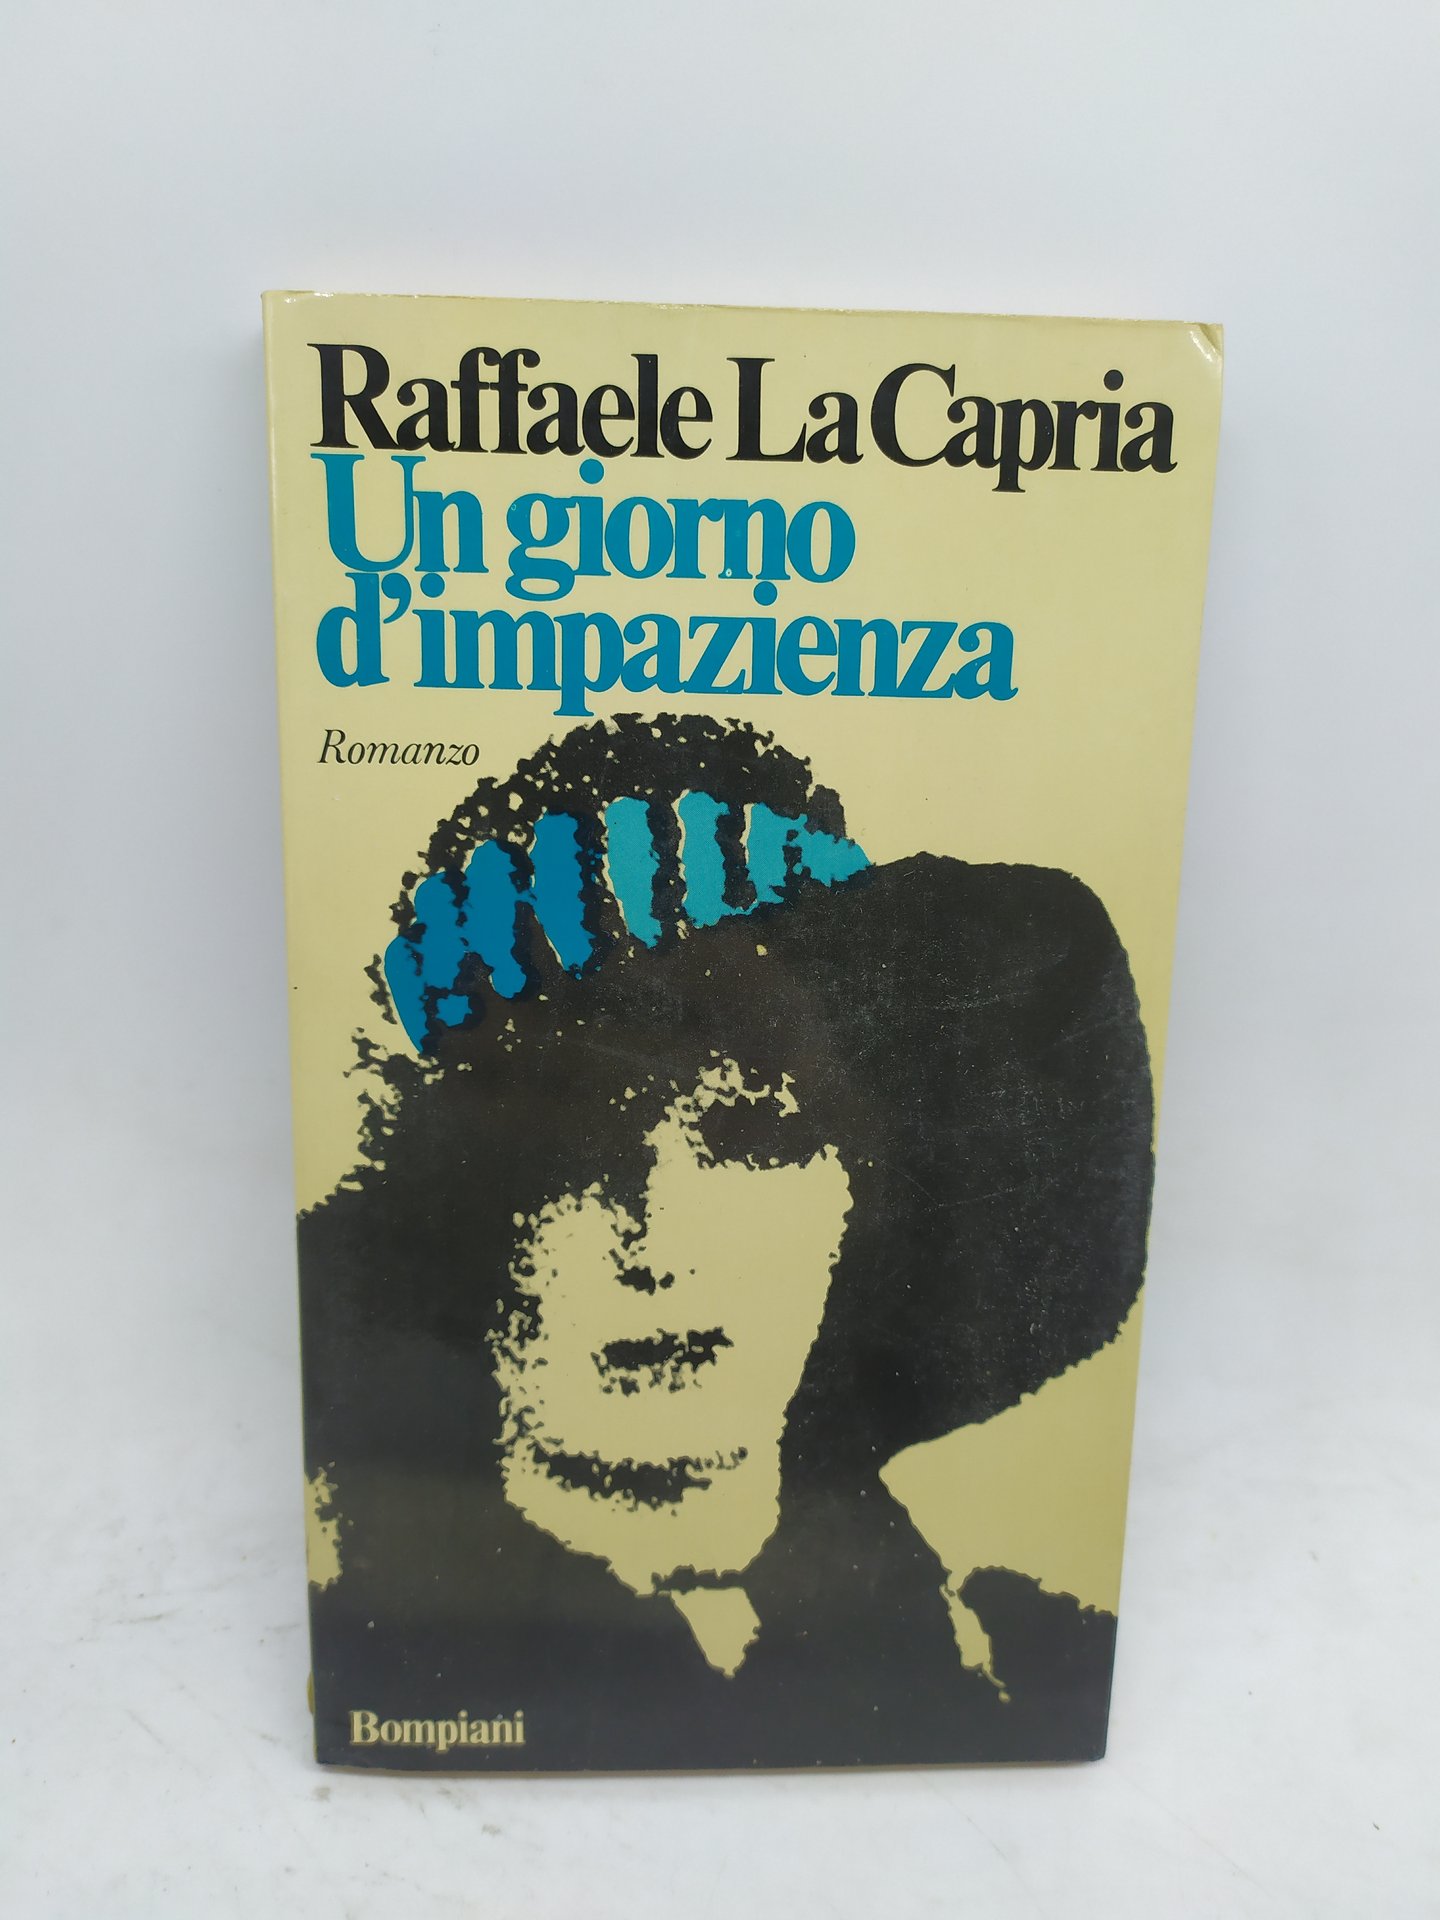 Raffaele La Capria
Un giorno
d'impazienza
Romanzo
Bompiani